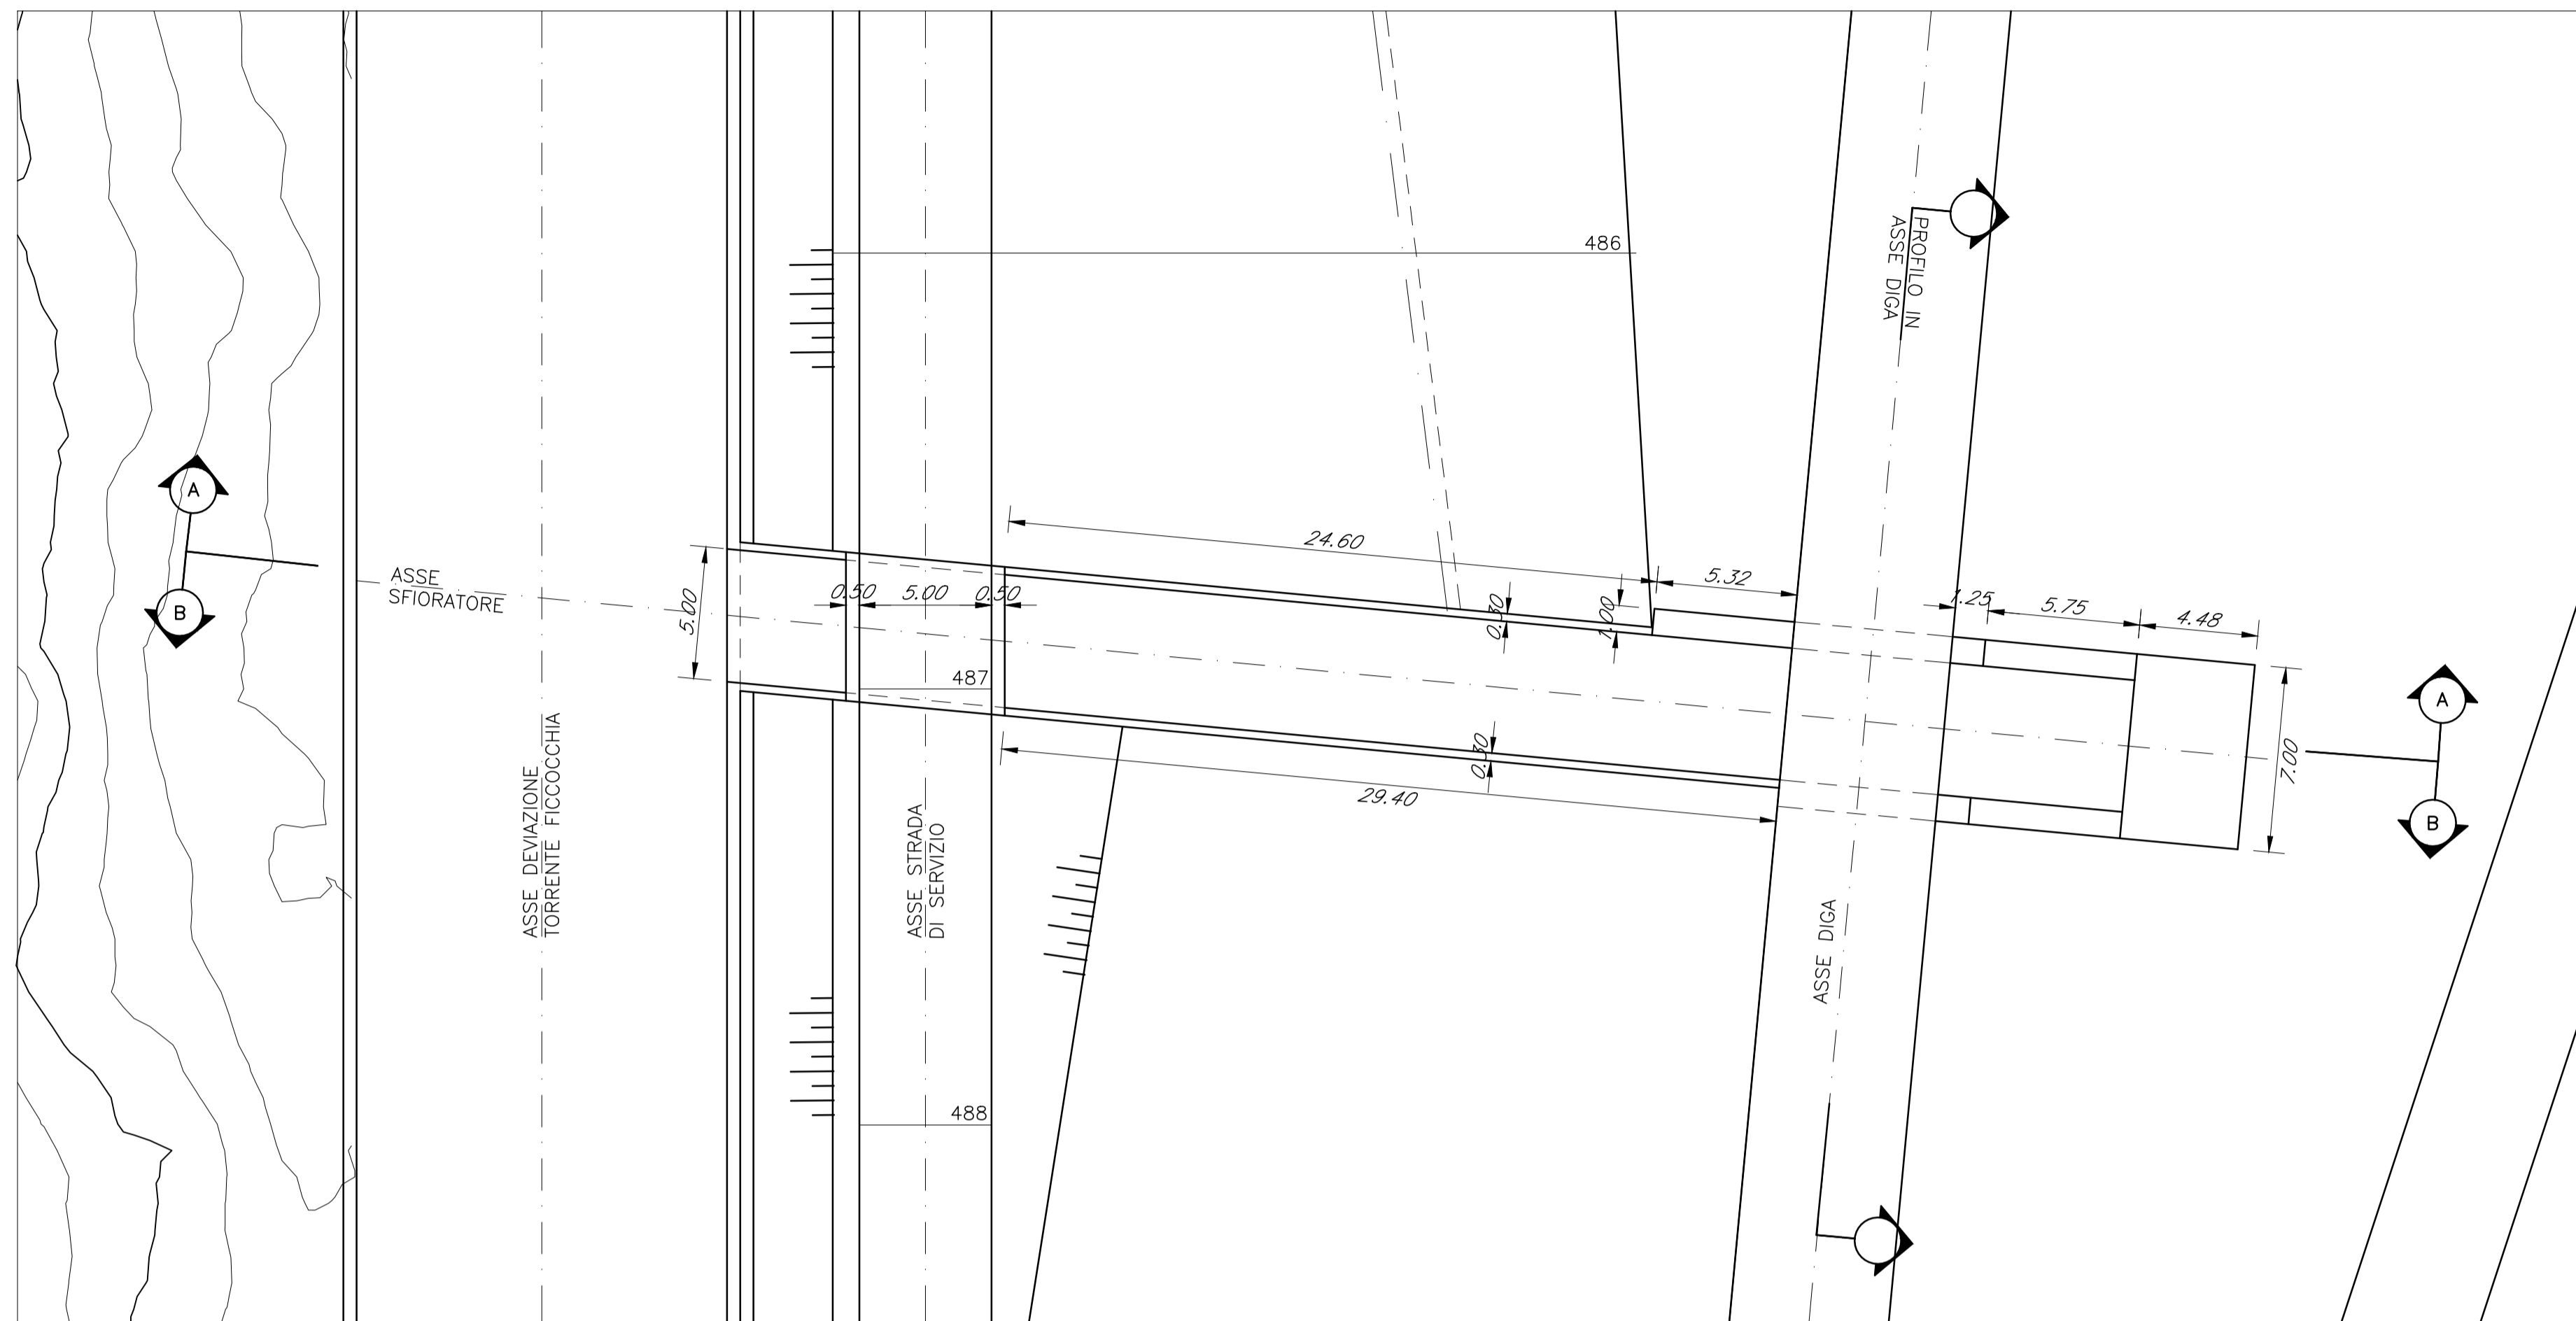 486
PROFILO IN
ASSE DIGA
A
B
ASSE
SFIORATORE
5.00
0.50
5.00
0.50
24.60
5.32
0.30
1.00
1.25
5.75
4.48
7.00
487
0.30
29.40
A
B
ASSE DEVIAZIONE
TORRENTE FICCOCCHIA
ASSE STRADA
DI SERVIZIO
ASSE DIGA
488